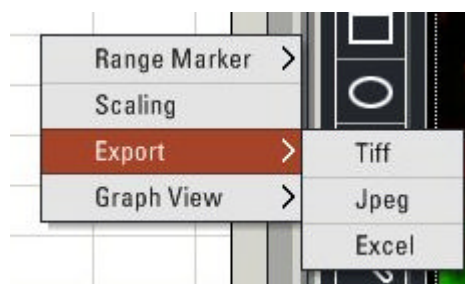 Range Marker
Scaling
Export
Graph View
Tiff
Jpeg
Excel